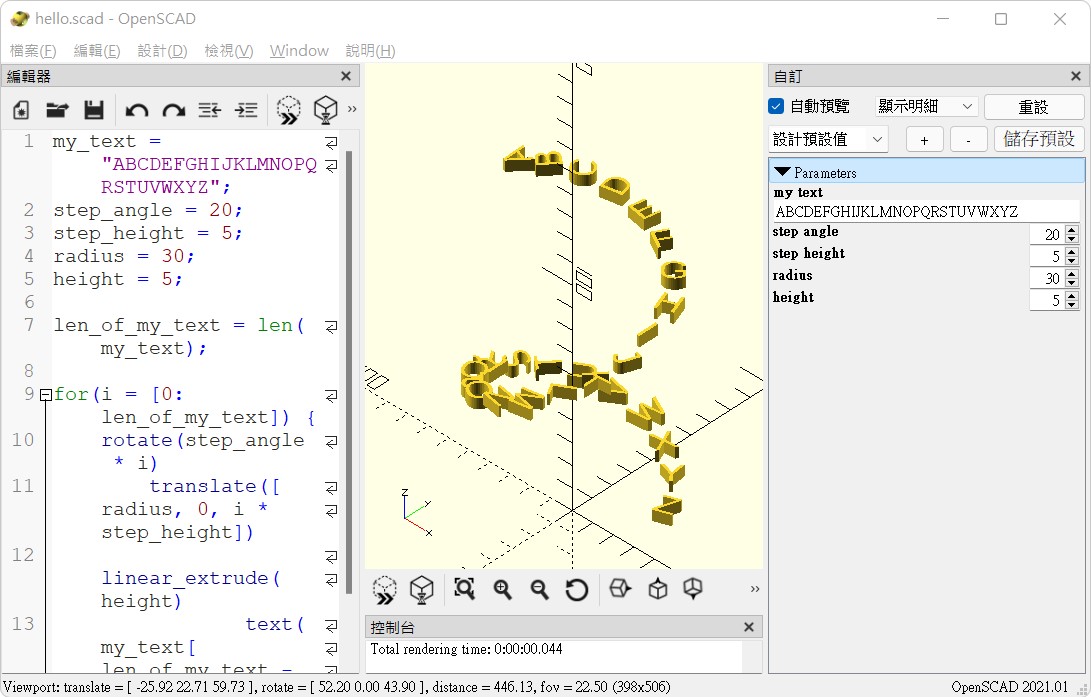 hello.scad - OpenSCAD
檔案(F) 編輯(E) 設計(D) 檢視(V) Window 說明(H)
編輯器
1 my_text =
"ABCDEFGHIJKLMNOPQ
RSTUVWXYZ";
2 step_angle = 20;
3 step_height = 5;
4 radius = 30;
5 height = 5;
6
7 len_of_my_text = len(
my_text);
8
9 for(i = [0:
len_of_my_text]) {
10 rotate(step_angle
* i)
11 translate([
radius, 0, i *
step_height])
12
linear_extrude(
height)
13 text(
my_text[
len_of_my_text -
A B C D E F G H I J
W X Y Z
z
y
x
控制台
Total rendering time: 0:00:00.044
自訂
自動預覽 顯示明細 重設
設計預設值 + - 儲存預設
Parameters
my text
ABCDEFGHIJKLMNOPQRSTUVWXYZ
step angle 20
step height 5
radius 30
height 5
Viewport: translate = [ -25.92 22.71 59.73 ], rotate = [ 52.20 0.00 43.90 ], distance = 446.13, fov = 22.50 (398x506) OpenSCAD 2021.01